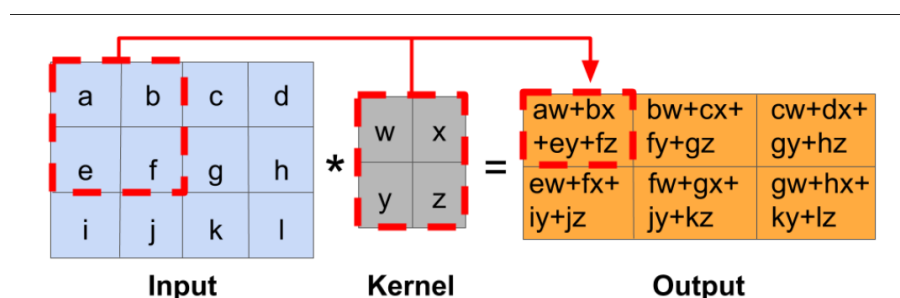 a b c d
e f g h
i j k l
*
w x
y z
=
aw+bx
+ey+fz
bw+cx+
fy+gz
cw+dx+
gy+hz
ew+fx+
iy+jz
fw+gx+
jy+kz
gw+hx+
ky+lz
Input
Kernel
Output